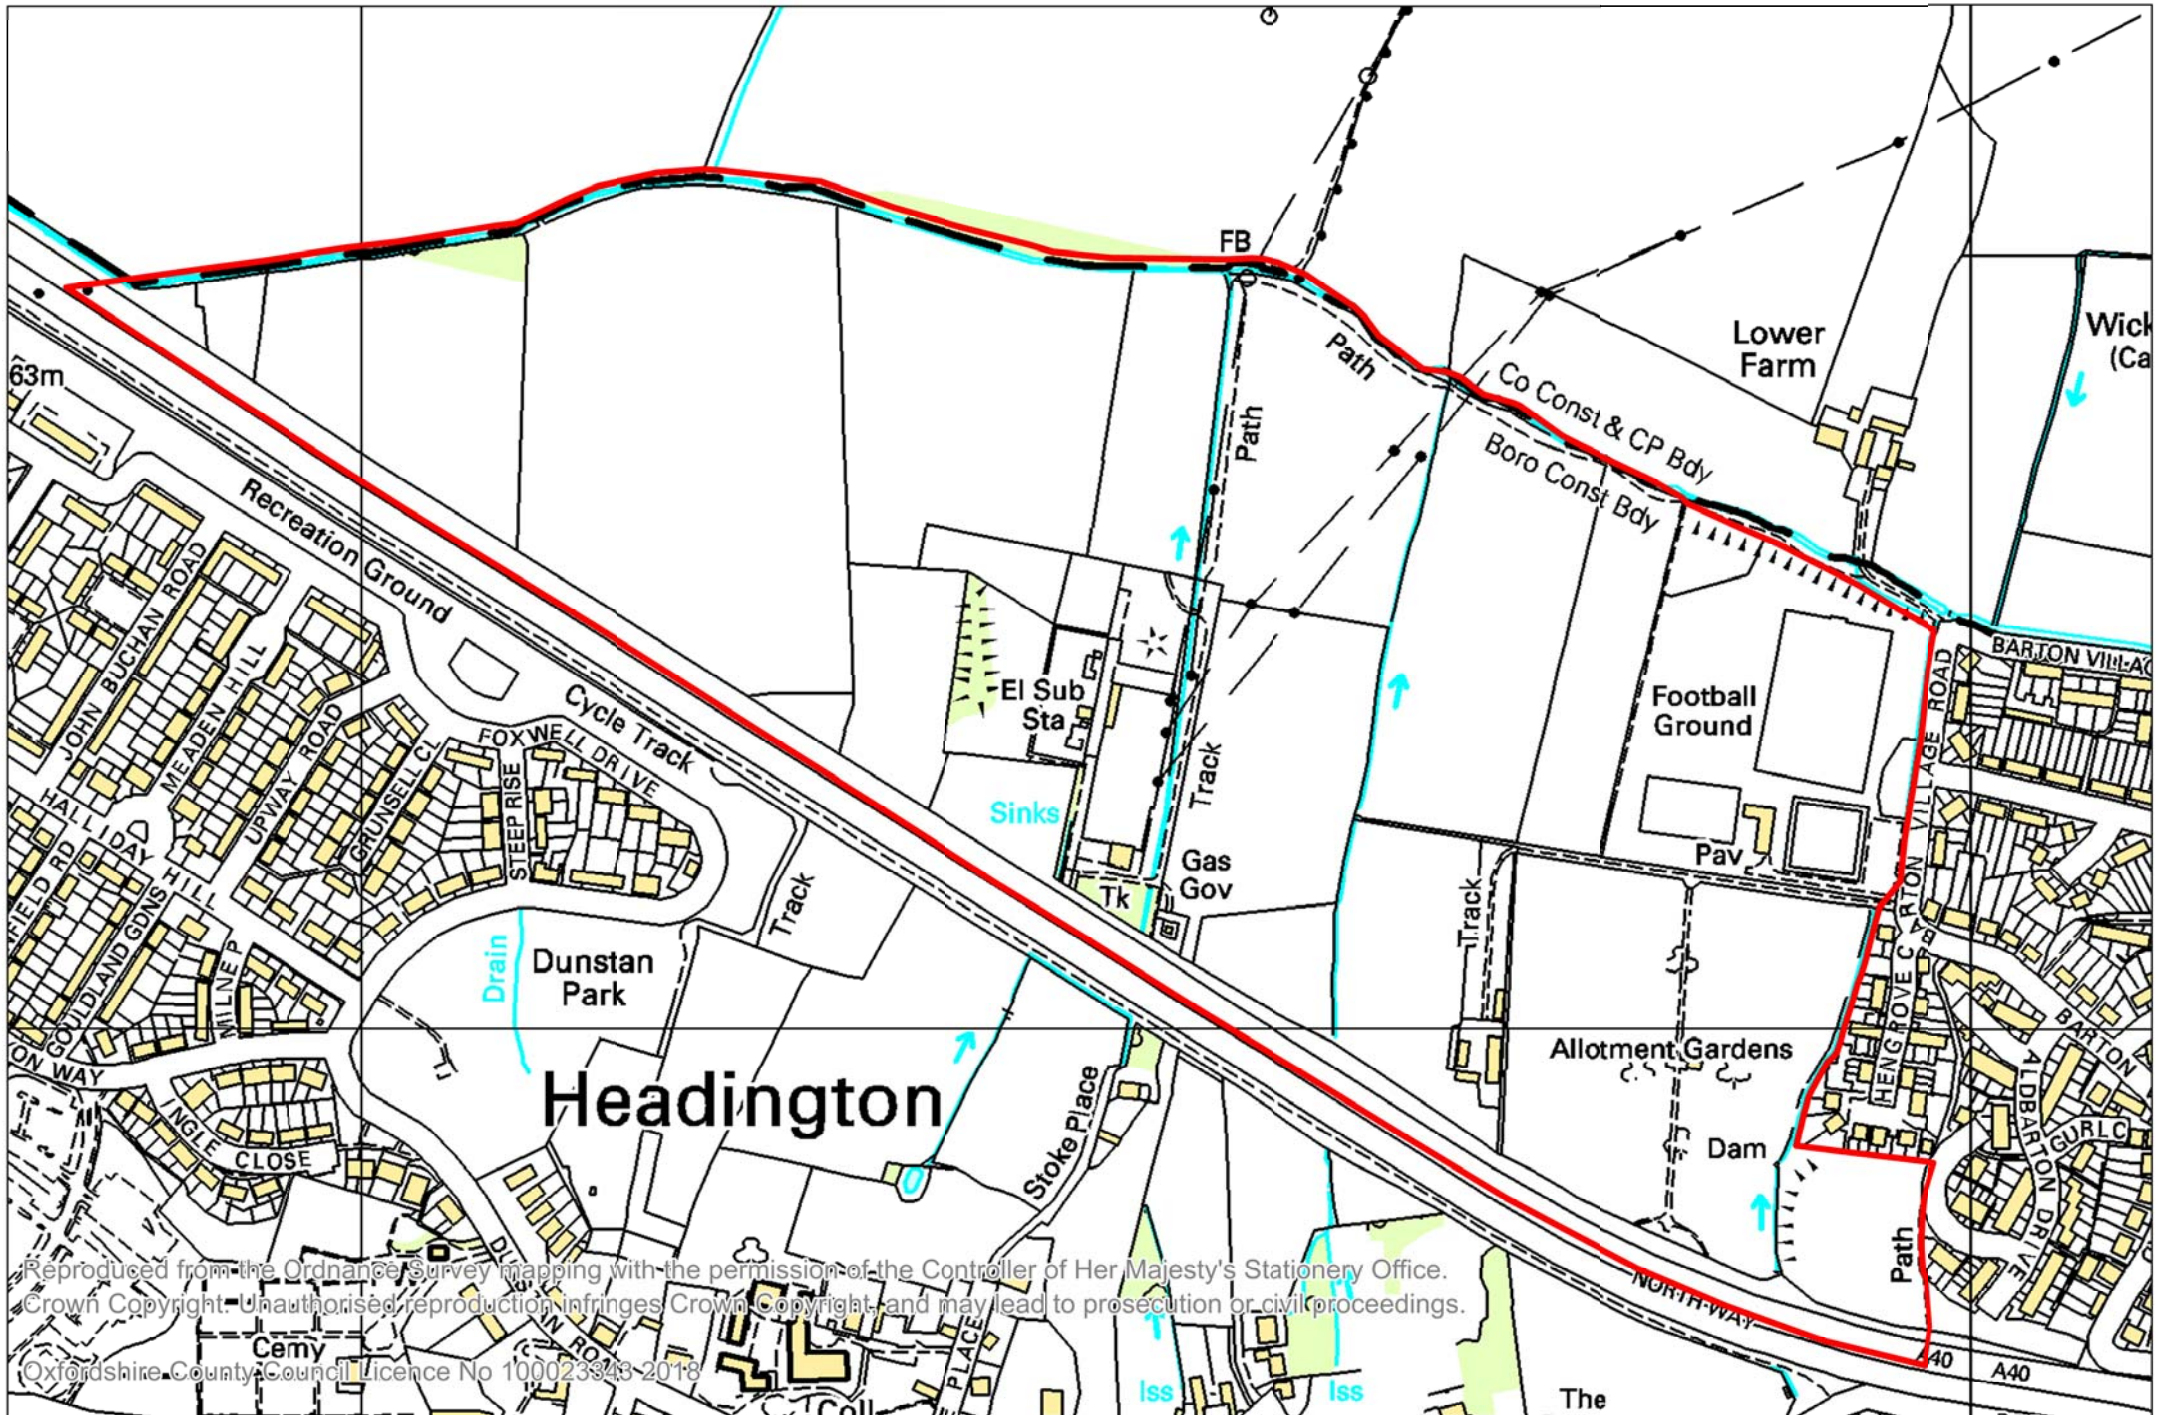 FB
Path
Lower
Farm
Wick
(Ca
63m
Path
Co Const & CP Bdy
Boro Const Bdy
Recreation Ground
JOHN BUCHAN ROAD
MEADEN HILL
UPWAY ROAD
GRUNSELL CL
STEEP RISE
FOXWELL DRIVE
Cycle Track
HALLIDAY HILL
GOULDLAND GDNS
El Sub
Sta
Sinks
Track
Gas
Gov
Tk
Football
Ground
Pav
BARTON VILLAG
BARTON VILLAGE ROAD
Track
Track
Drain
Dunstan
Park
Headington
Stoke Place
Allotment Gardens
Dam
HENGROVE C
BARTON
ALDBARTON DRIVE
GURLC
Path
INGLE CLOSE
ON WAY
NORTH WAY
A40
A40
Reproduced from the Ordnance Survey mapping with the permission of the Controller of Her Majesty's Stationery Office.
Crown Copyright. Unauthorised reproduction infringes Crown Copyright, and may lead to prosecution or civil proceedings.
Cemy
Oxfordshire County Council Licence No 100023343 2018
PLACE
Coll
Iss
Iss
The